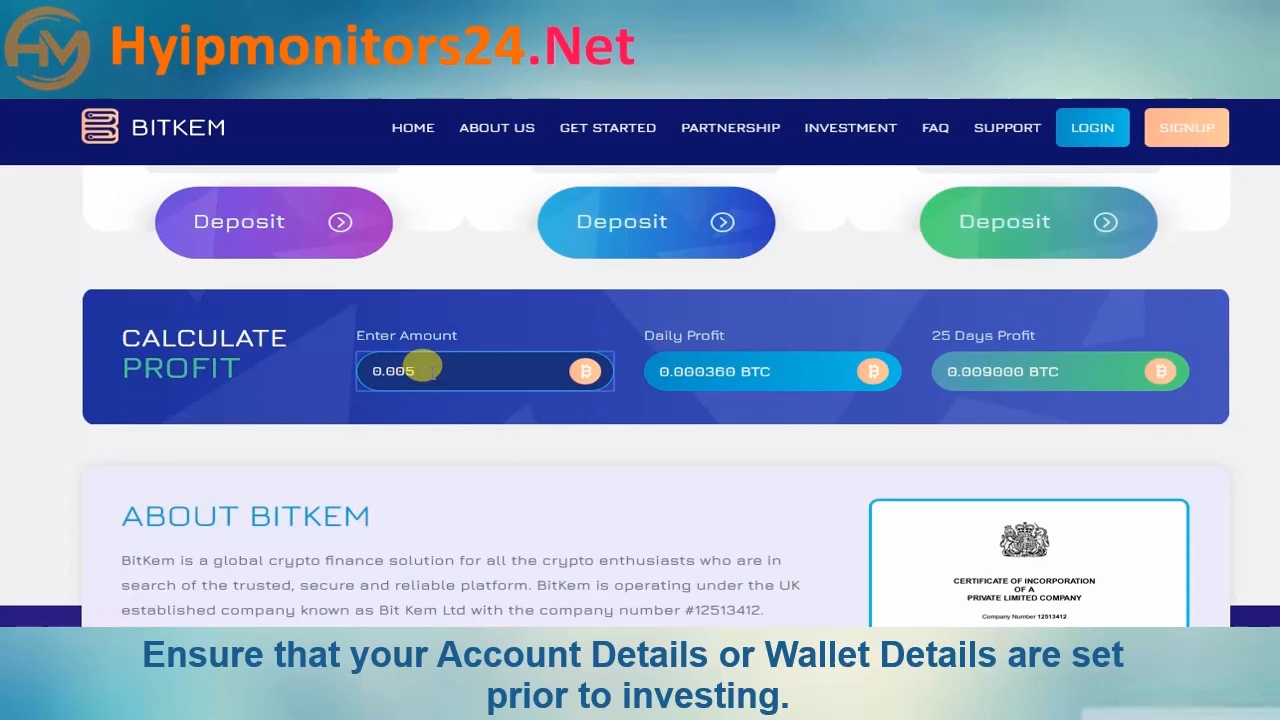 HM
Hyipmonitors24.Net
BITKEM
HOME ABOUT US GET STARTED PARTNERSHIP INVESTMENT FAQ SUPPORT LOGIN SIGNUP
Deposit Deposit Deposit
CALCULATE
PROFIT
Enter Amount Daily Profit 25 Days Profit
0.005 0.000360 BTC 0.009000 BTC
ABOUT BITKEM
BitKem is a global crypto finance solution for all the crypto enthusiasts who are in
search of the trusted, secure and reliable platform. BitKem is operating under the UK
established company known as Bit Kem Ltd with the company number #12513412.
CERTIFICATE OF INCORPORATION
OF A
PRIVATE LIMITED COMPANY
Company Number 12513412
Ensure that your Account Details or Wallet Details are set
prior to investing.